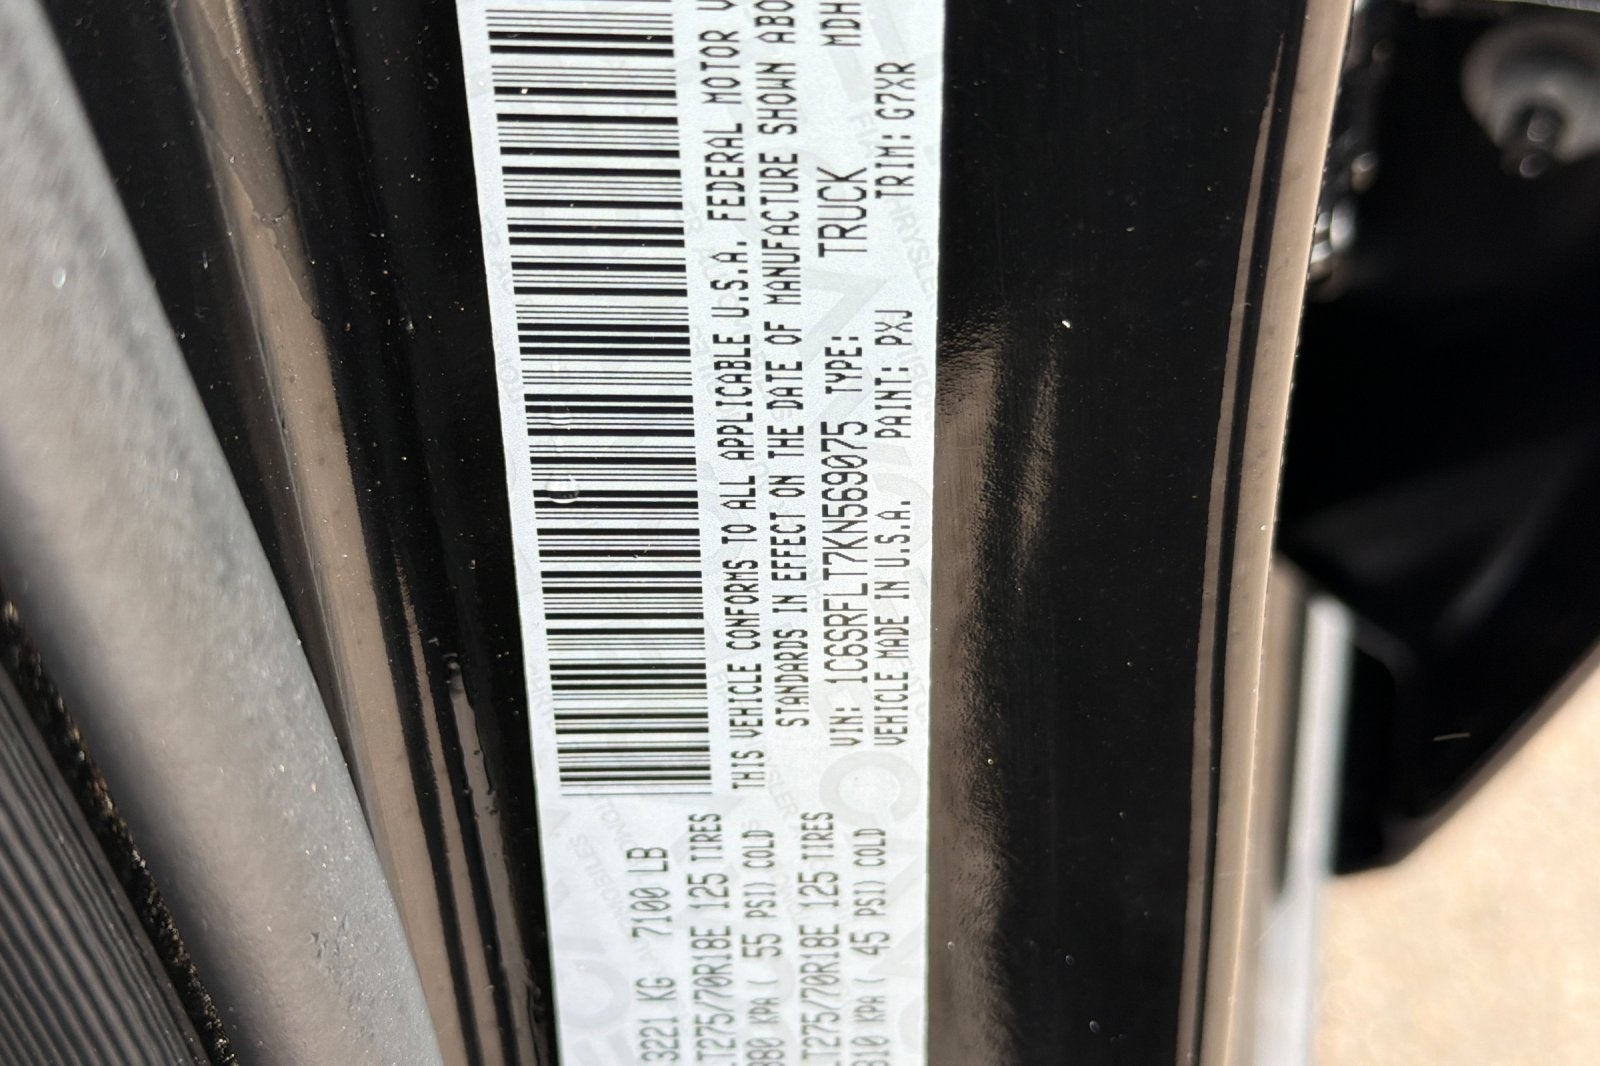 3221 KG 7100 LB
LT275/70R18E 125 TIRES
380 KPA ( 55 PSI) COLD
LT275/70R18E 125 TIRES
310 KPA ( 45 PSI) COLD
THIS VEHICLE CONFORMS TO ALL APPLICABLE U.S.A. FEDERAL MOTOR V
STANDARDS IN EFFECT ON THE DATE OF MANUFACTURE SHOWN ABO
VIN: 1C6SRFLT7KN569075 TYPE: TRUCK MDH
VEHICLE MADE IN U.S.A. PAINT: PXJ TRIM: G7XR